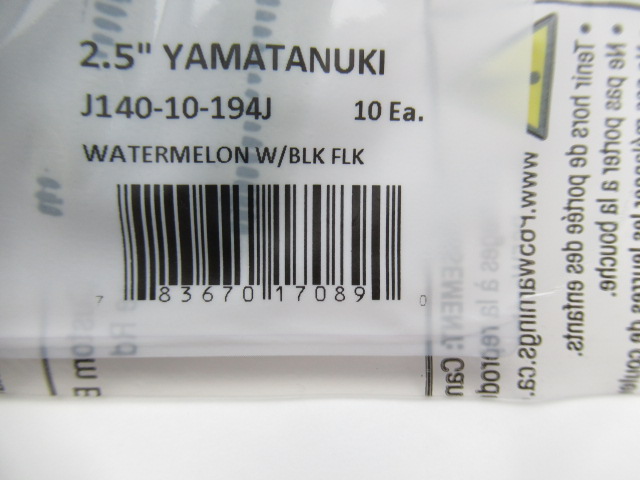 2.5" YAMATANUKI
J140-10-194J 10 Ea.
WATERMELON W/BLK FLK
7 83670 17089 0
• Ne pas porter a la bouche.
• Tenir hors de portée des enfants.
www.rcwarnings.ca.